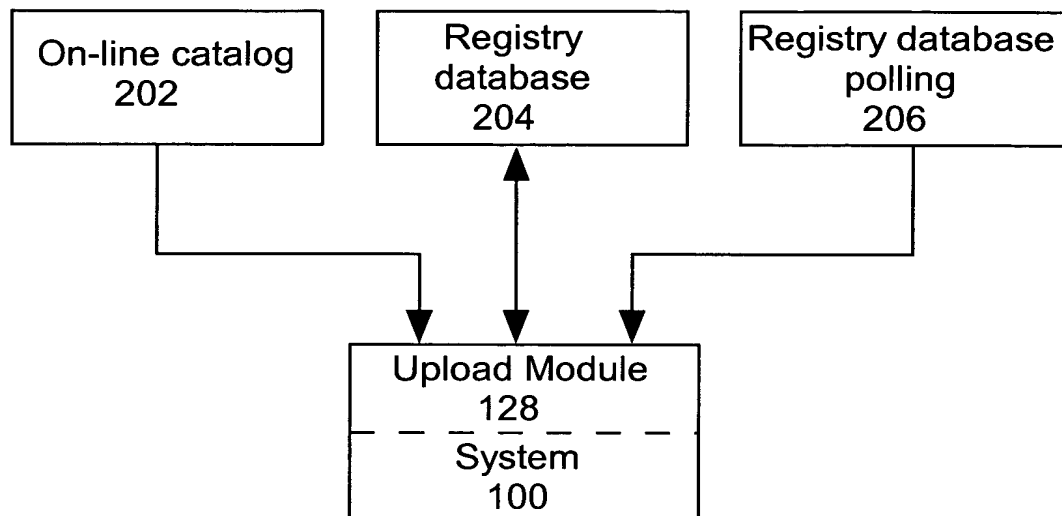 On-line catalog
202
Registry
database
204
Registry database
polling
206
Upload Module
128
System
100